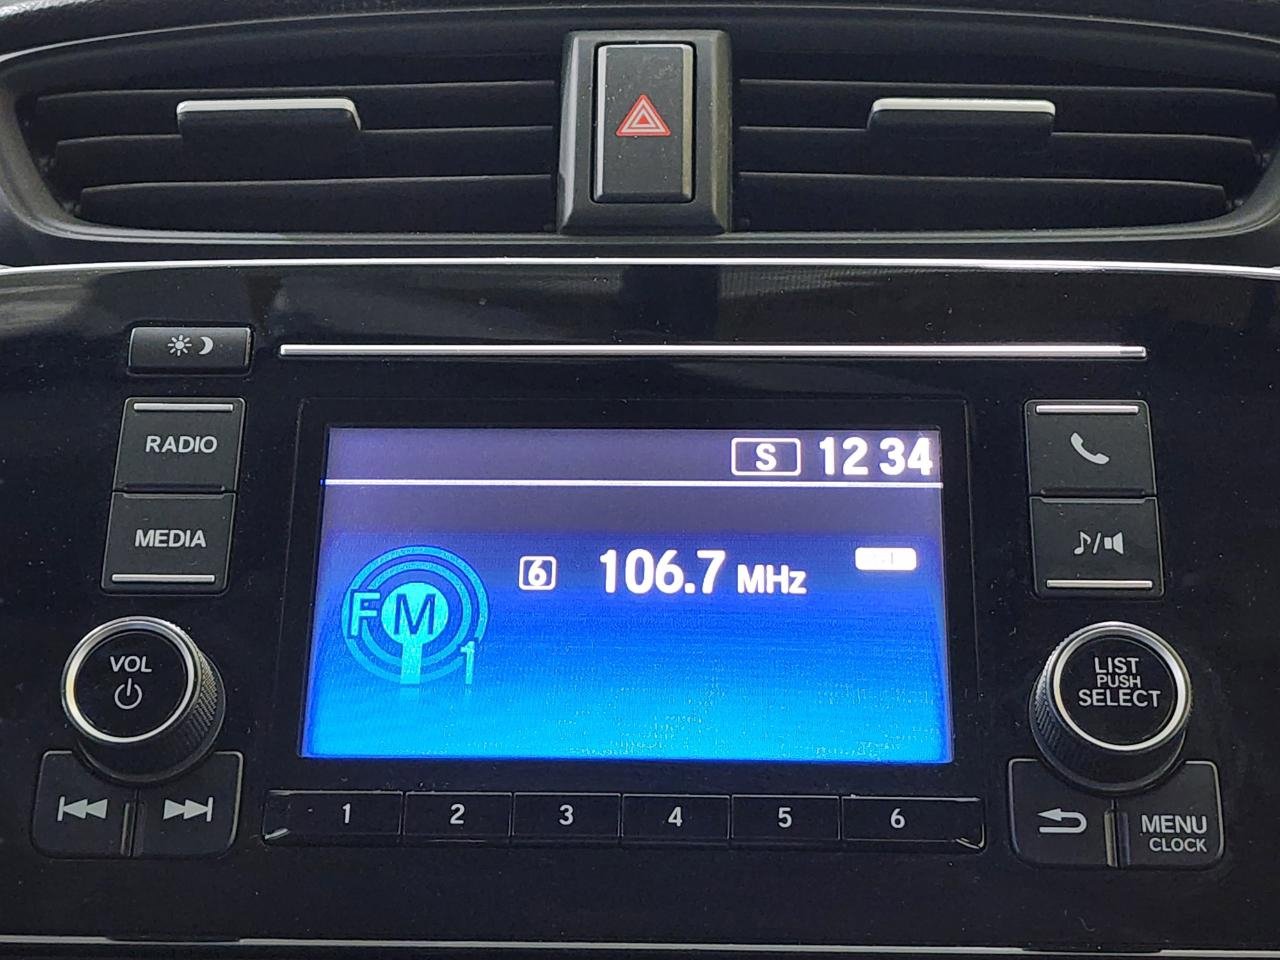 RADIO
MEDIA
VOL
S 12 34
6 106.7 MHz
FM
1
1 2 3 4 5 6
LIST
PUSH
SELECT
MENU
CLOCK